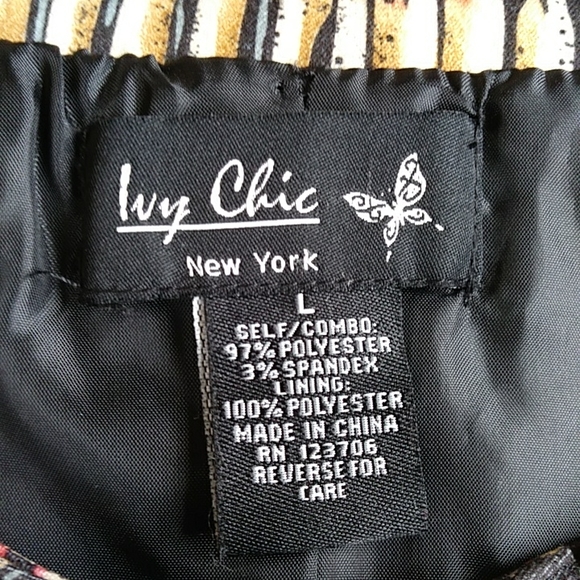 Ivy Chic
New York
L
SELF/COMBO:
97% POLYESTER
3% SPANDEX
LINING:
100% POLYESTER
MADE IN CHINA
RN 123706
REVERSE FOR
CARE